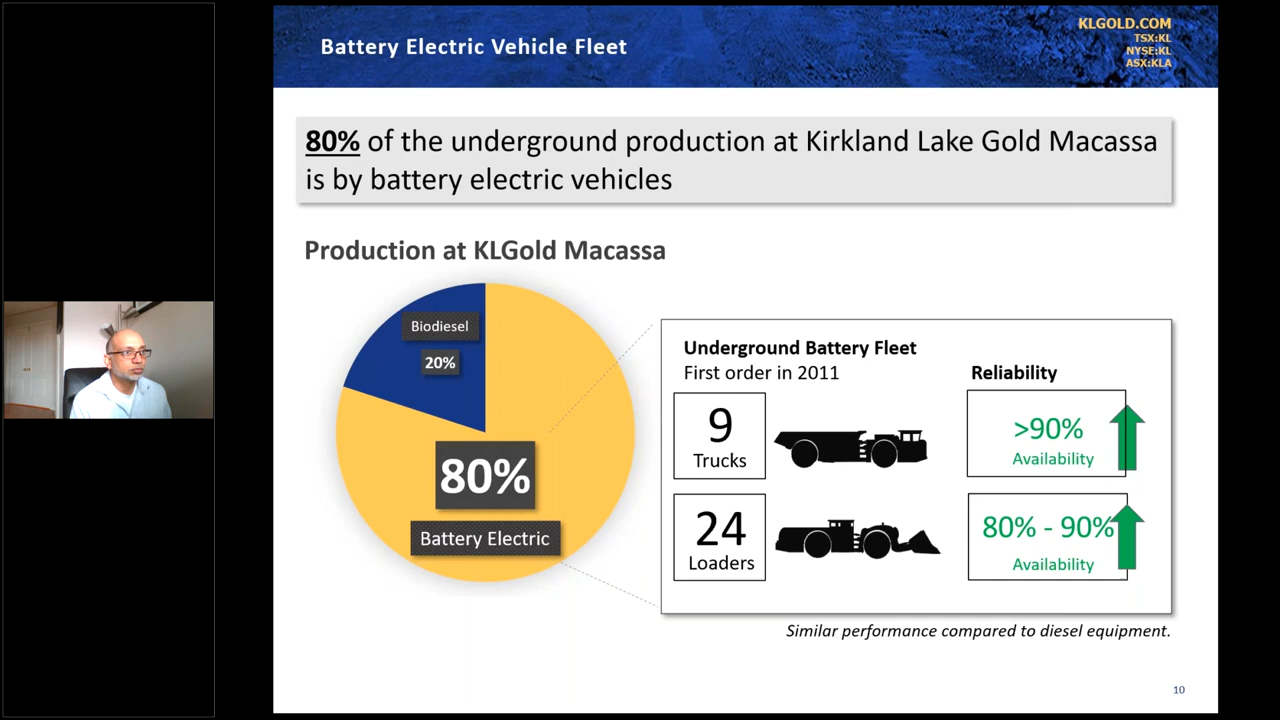 Battery Electric Vehicle Fleet
KLGOLD.COM
TSX:KL
NYSE:KL
ASX:KLA
80% of the underground production at Kirkland Lake Gold Macassa
is by battery electric vehicles
Production at KLGold Macassa
Biodiesel
20%
80%
Battery Electric
Underground Battery Fleet
First order in 2011
Reliability
9
Trucks
>90%
Availability
24
Loaders
80% - 90%
Availability
Similar performance compared to diesel equipment.
10